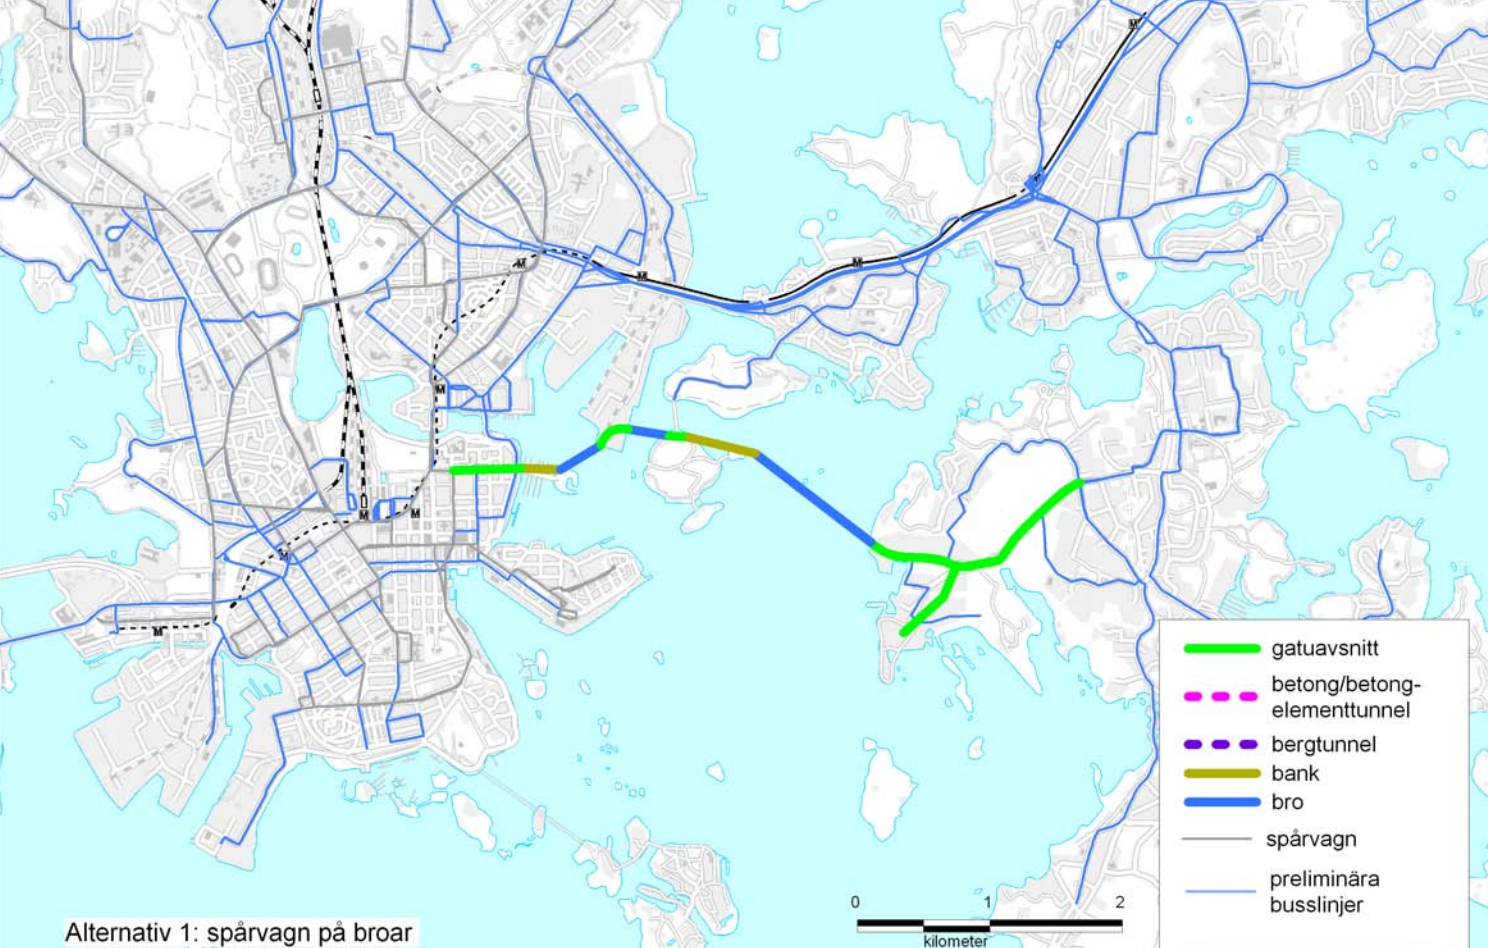 M
M
M
M
M
M
M
M
M
gatuavsnitt
betong/betong-
elementtunnel
bergtunnel
bank
bro
spårvagn
preliminära
busslinjer
0 1 2
kilometer
Alternativ 1: spårvagn på broar